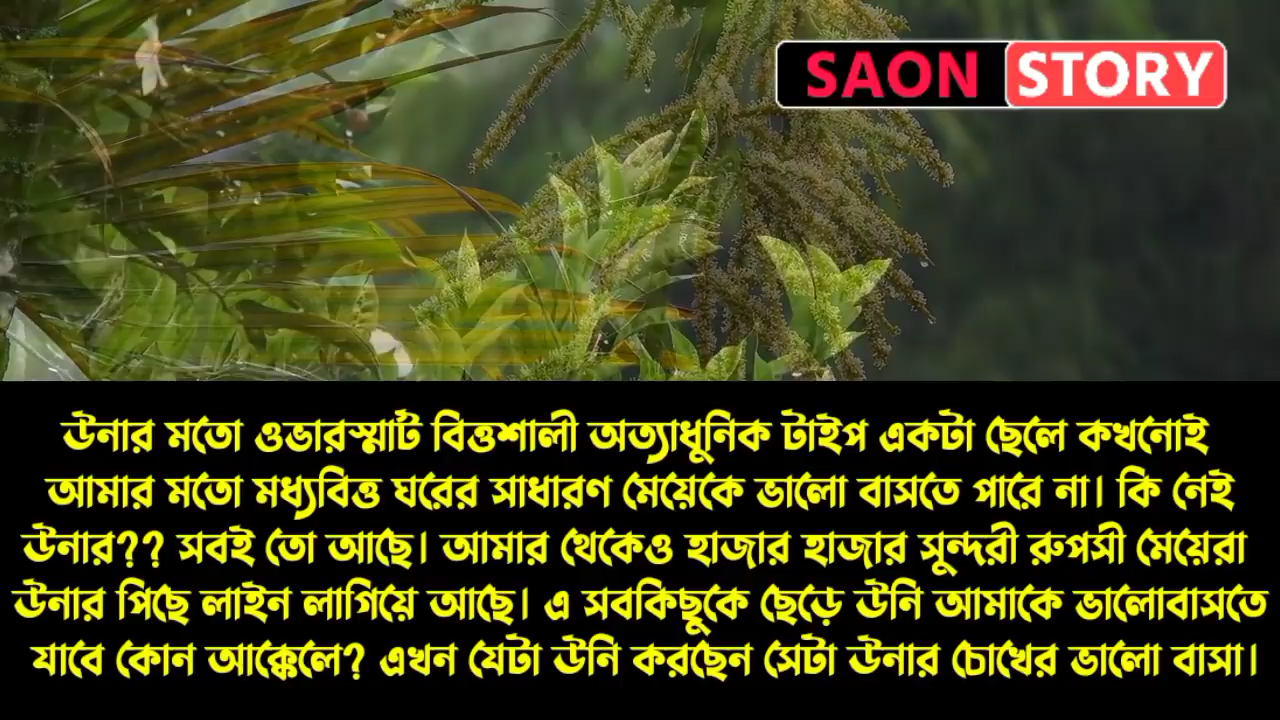 SAON STORY
উনার মতো ওভারস্মার্ট বিত্তশালী অত্যাধুনিক টাইপ একটা ছেলে কখনোই
আমার মতো মধ্যবিত্ত ঘরের সাধারণ মেয়েকে ভালো বাসতে পারে না। কি নেই
উনার?? সবই তো আছে। আমার থেকেও হাজার হাজার সুন্দরী রুপসী মেয়েরা
উনার পিছে লাইন লাগিয়ে আছে। এ সবকিছুকে ছেড়ে উনি আমাকে ভালোবাসতে
যাবে কোন আক্কেলে? এখন যেটা উনি করছেন সেটা উনার চোখের ভালো বাসা।